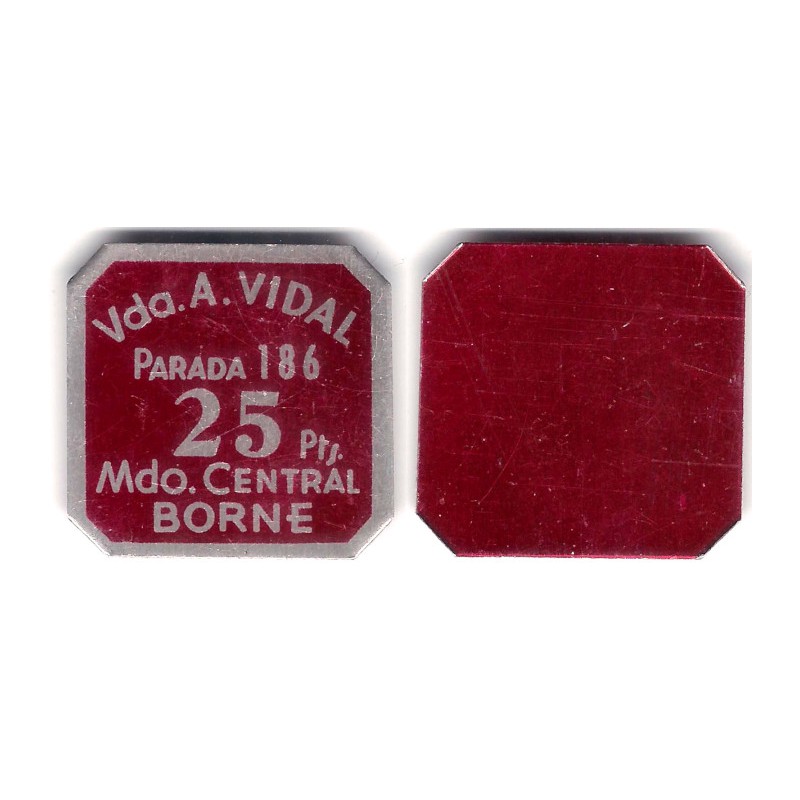 Vda. A. VIDAL
PARADA 186
25 Pts.
Mdo. CENTRAL
BORNE